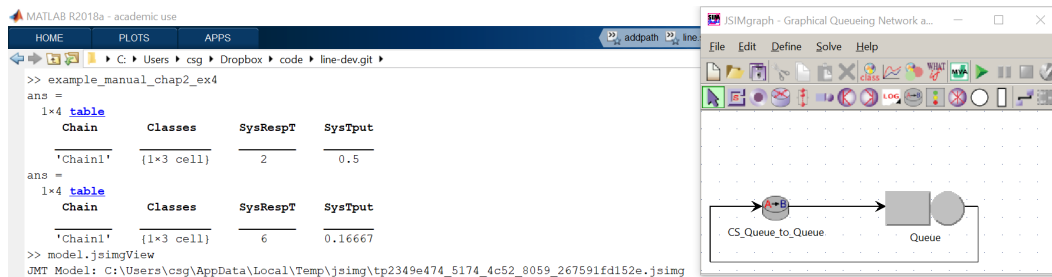 MATLAB R2018a - academic use
HOME PLOTS APPS addpath line.
C: Users csg Dropbox code line-dev.git
>> example_manual_chap2_ex4
ans =
1×4 table
Chain Classes SysRespT SysTput
'Chain1' {1×3 cell} 2 0.5
ans =
1×4 table
Chain Classes SysRespT SysTput
'Chain1' {1×3 cell} 6 0.16667
>> model.jsimgView
JMT Model: C:\Users\csg\AppData\Local\Temp\jsimg\tp2349e474_5174_4c52_8059_267591fd152e.jsimg
JSIMgraph - Graphical Queueing Network a...
File Edit Define Solve Help
class WHAT IF MVA
LOG
A B
CS_Queue_to_Queue
Queue